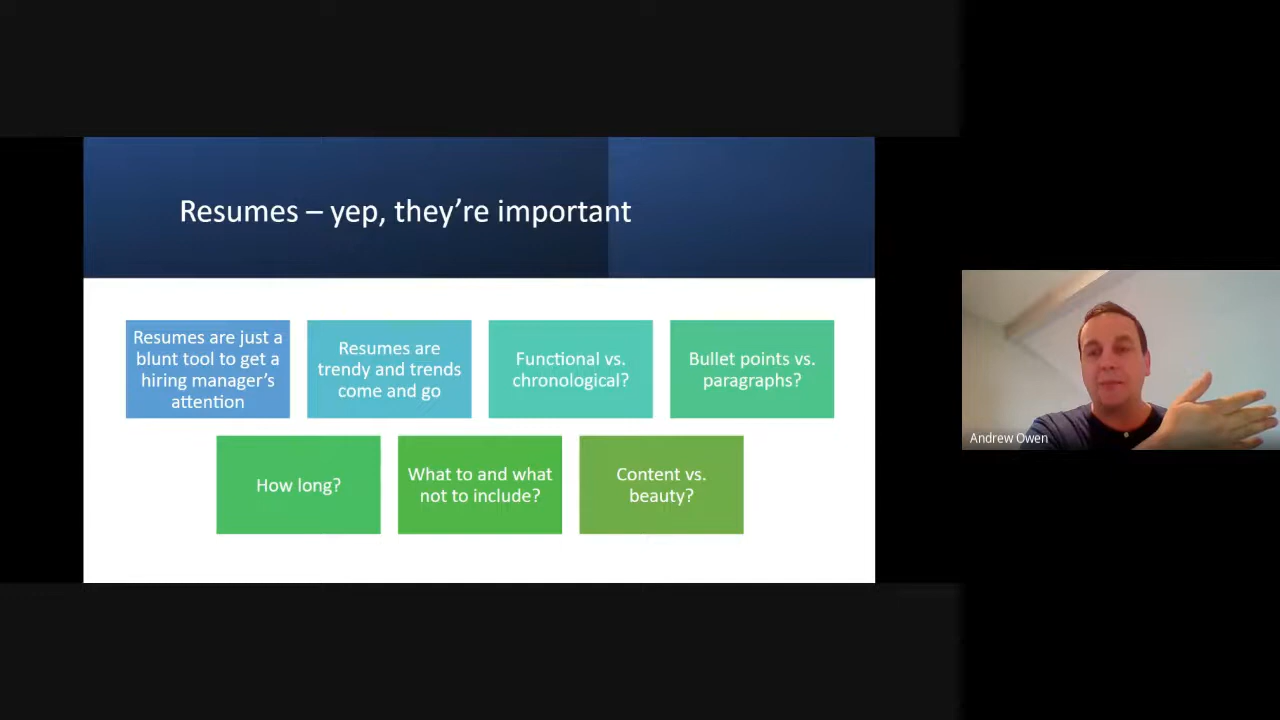 Resumes – yep, they’re important
Resumes are just a
blunt tool to get a
hiring manager’s
attention
Resumes are
trendy and trends
come and go
Functional vs.
chronological?
Bullet points vs.
paragraphs?
How long?
What to and what
not to include?
Content vs.
beauty?
Andrew Owen